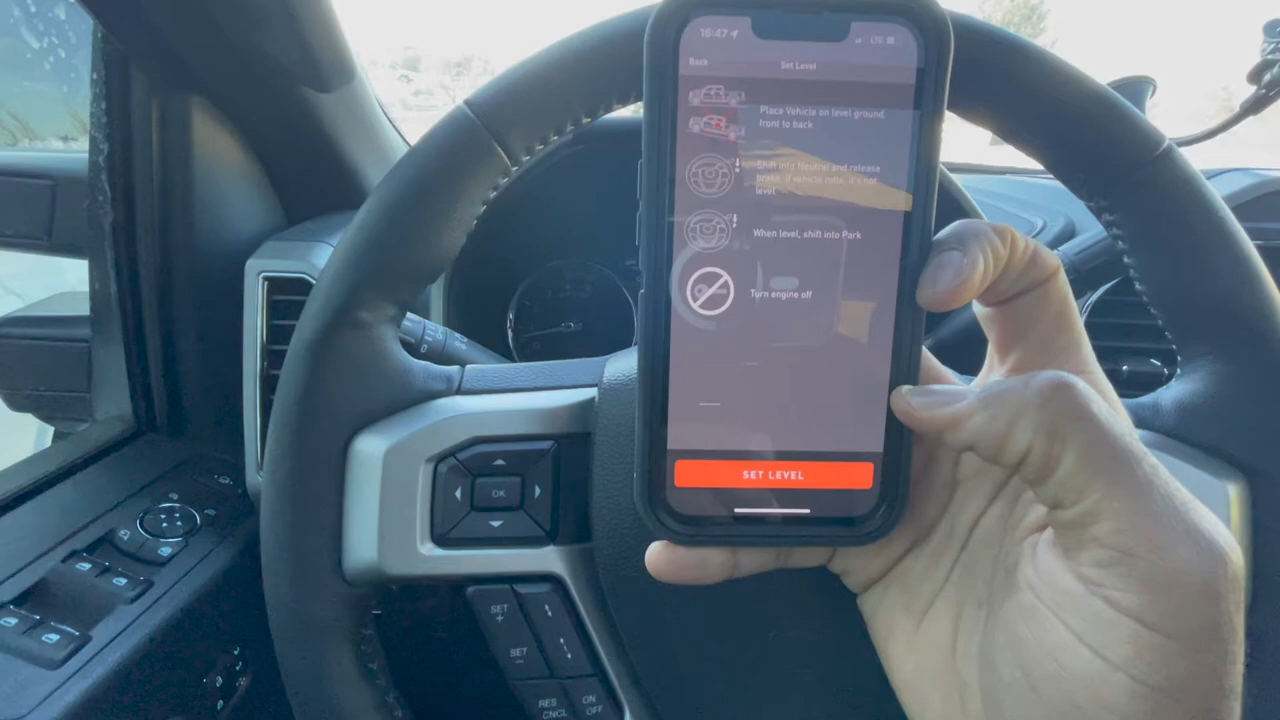 16:47
LTE
Back
Set Level
Place Vehicle on level ground,
front to back
Shift into Neutral and release
brake, if vehicle rolls, it's not
level
When level, shift into Park
Turn engine off
SET LEVEL
OK
SET
+
SET
-
RES
CNCL
ON
OFF